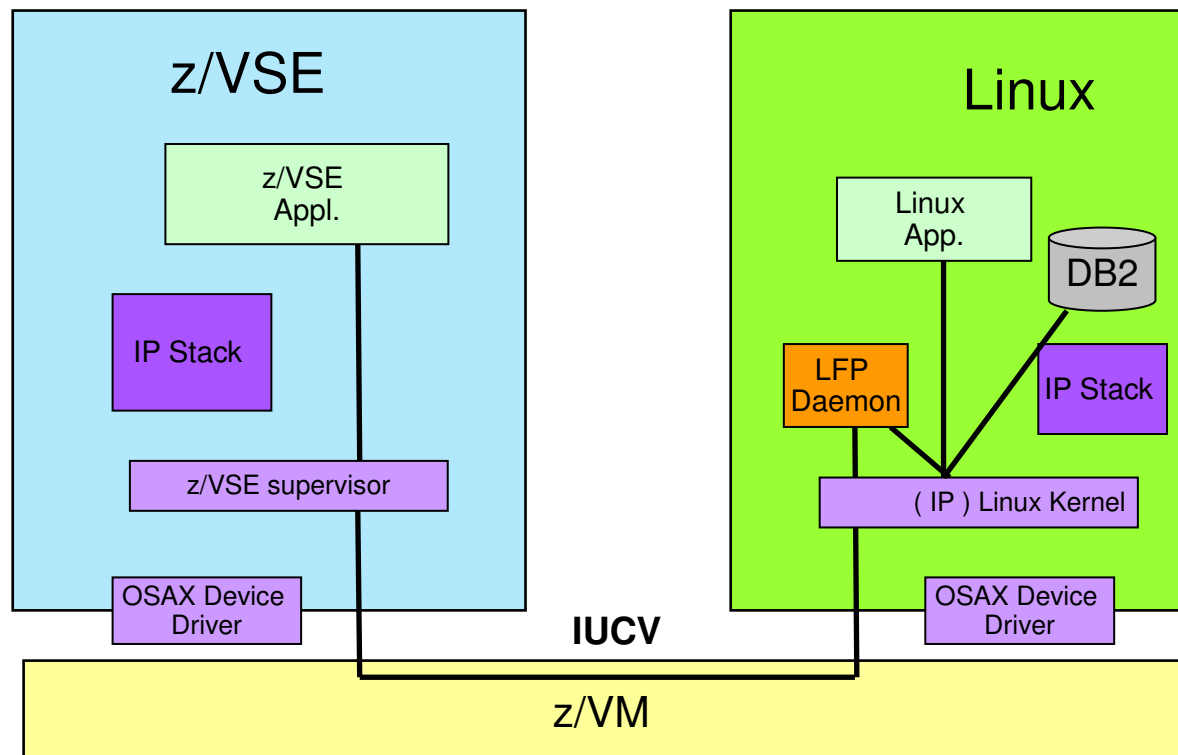 z/VSE
Linux
z/VSE
Appl.
Linux
App.
DB2
IP Stack
LFP
Daemon
IP Stack
z/VSE supervisor
( IP ) Linux Kernel
OSAX Device
Driver
IUCV
OSAX Device
Driver
z/VM